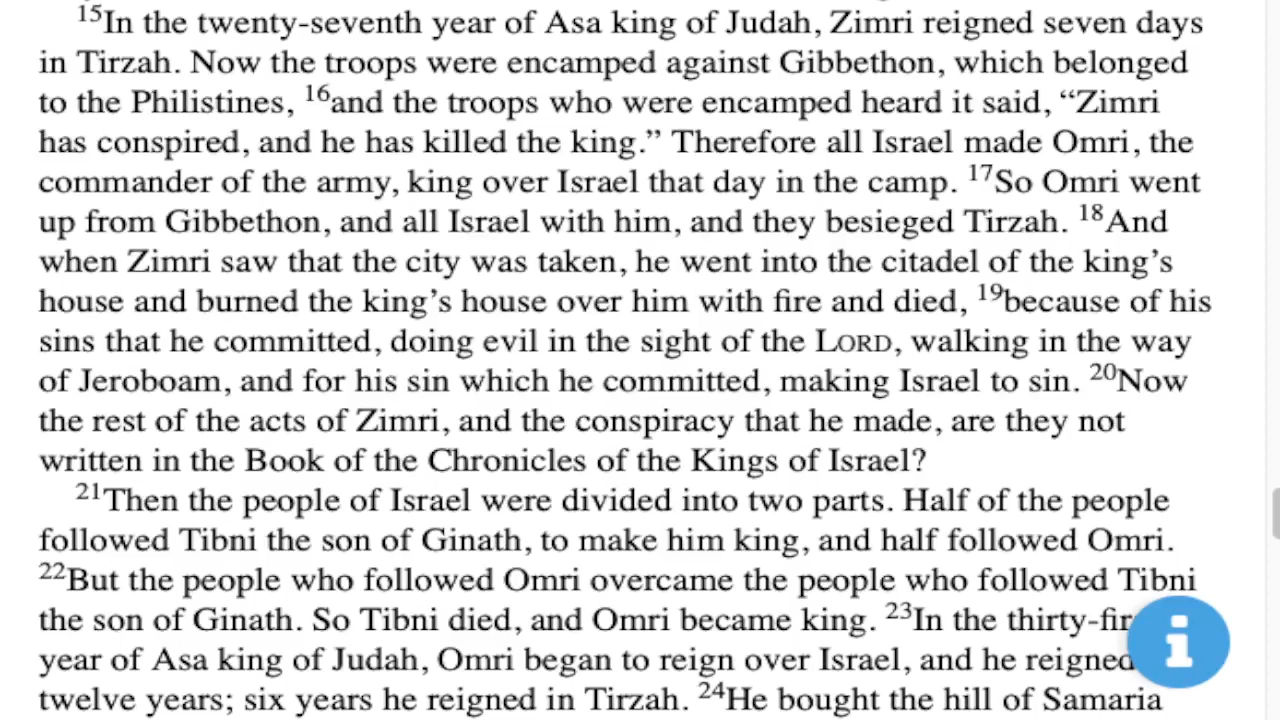 ¹⁵In the twenty-seventh year of Asa king of Judah, Zimri reigned seven days
in Tirzah. Now the troops were encamped against Gibbethon, which belonged
to the Philistines, ¹⁶and the troops who were encamped heard it said, “Zimri
has conspired, and he has killed the king.” Therefore all Israel made Omri, the
commander of the army, king over Israel that day in the camp. ¹⁷So Omri went
up from Gibbethon, and all Israel with him, and they besieged Tirzah. ¹⁸And
when Zimri saw that the city was taken, he went into the citadel of the king’s
house and burned the king’s house over him with fire and died, ¹⁹because of his
sins that he committed, doing evil in the sight of the LORD, walking in the way
of Jeroboam, and for his sin which he committed, making Israel to sin. ²⁰Now
the rest of the acts of Zimri, and the conspiracy that he made, are they not
written in the Book of the Chronicles of the Kings of Israel?
²¹Then the people of Israel were divided into two parts. Half of the people
followed Tibni the son of Ginath, to make him king, and half followed Omri.
²²But the people who followed Omri overcame the people who followed Tibni
the son of Ginath. So Tibni died, and Omri became king. ²³In the thirty-fir
year of Asa king of Judah, Omri began to reign over Israel, and he reigned
twelve years; six years he reigned in Tirzah. ²⁴He bought the hill of Samaria